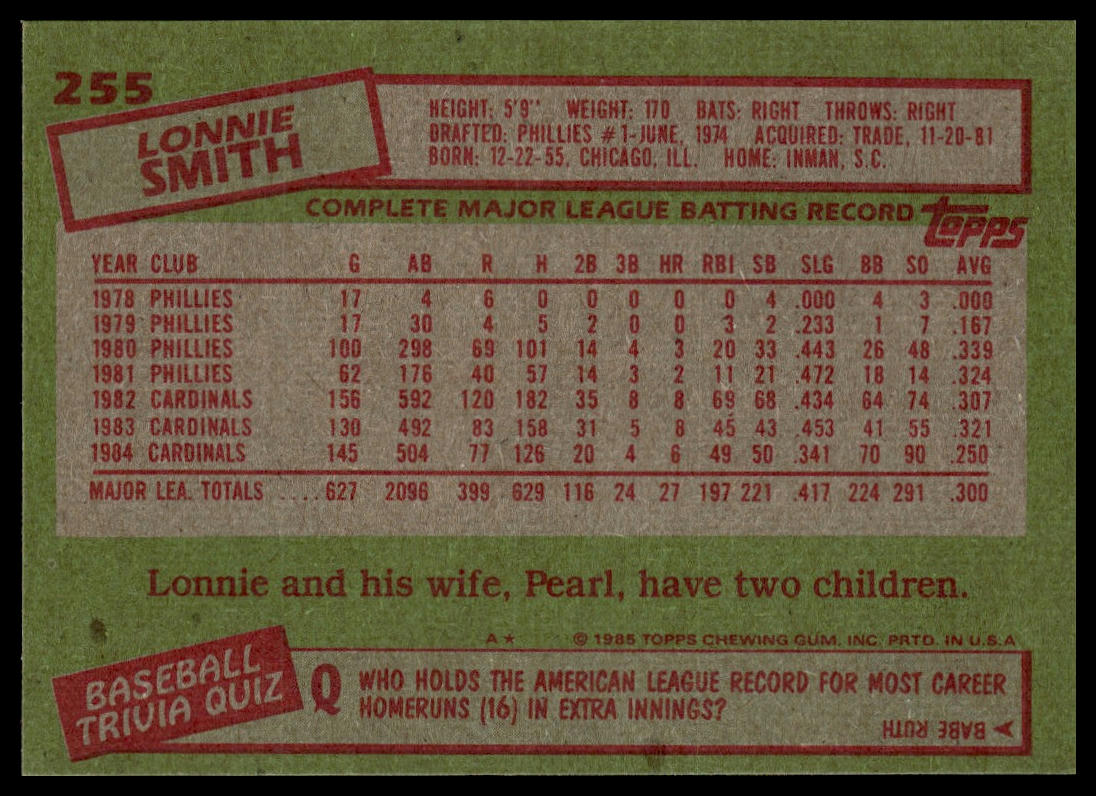 255
LONNIE
SMITH
HEIGHT: 5'9" WEIGHT: 170 BATS: RIGHT THROWS: RIGHT
DRAFTED: PHILLIES #1-JUNE, 1974 ACQUIRED: TRADE, 11-20-81
BORN: 12-22-55, CHICAGO, ILL. HOME: INMAN, S.C.
COMPLETE MAJOR LEAGUE BATTING RECORD topps
YEAR CLUB G AB R H 2B 3B HR RBI SB SLG BB SO AVG
1978 PHILLIES 17 4 6 0 0 0 0 0 4 .000 4 3 .000
1979 PHILLIES 17 30 4 5 2 0 0 3 2 .233 1 7 .167
1980 PHILLIES 100 298 69 101 14 4 3 20 33 .443 26 48 .339
1981 PHILLIES 62 176 40 57 14 3 2 11 21 .472 18 14 .324
1982 CARDINALS 156 592 120 182 35 8 8 69 68 .434 64 74 .307
1983 CARDINALS 130 492 83 158 31 5 8 45 43 .453 41 55 .321
1984 CARDINALS 145 504 77 126 20 4 6 49 50 .341 70 90 .250
MAJOR LEA. TOTALS ....627 2096 399 629 116 24 27 197 221 .417 224 291 .300
Lonnie and his wife, Pearl, have two children.
A★ © 1985 TOPPS CHEWING GUM, INC. PRTD. IN U.S.A
BASEBALL
TRIVIA QUIZ
Q WHO HOLDS THE AMERICAN LEAGUE RECORD FOR MOST CAREER
HOMERUNS (16) IN EXTRA INNINGS?
BABE RUTH